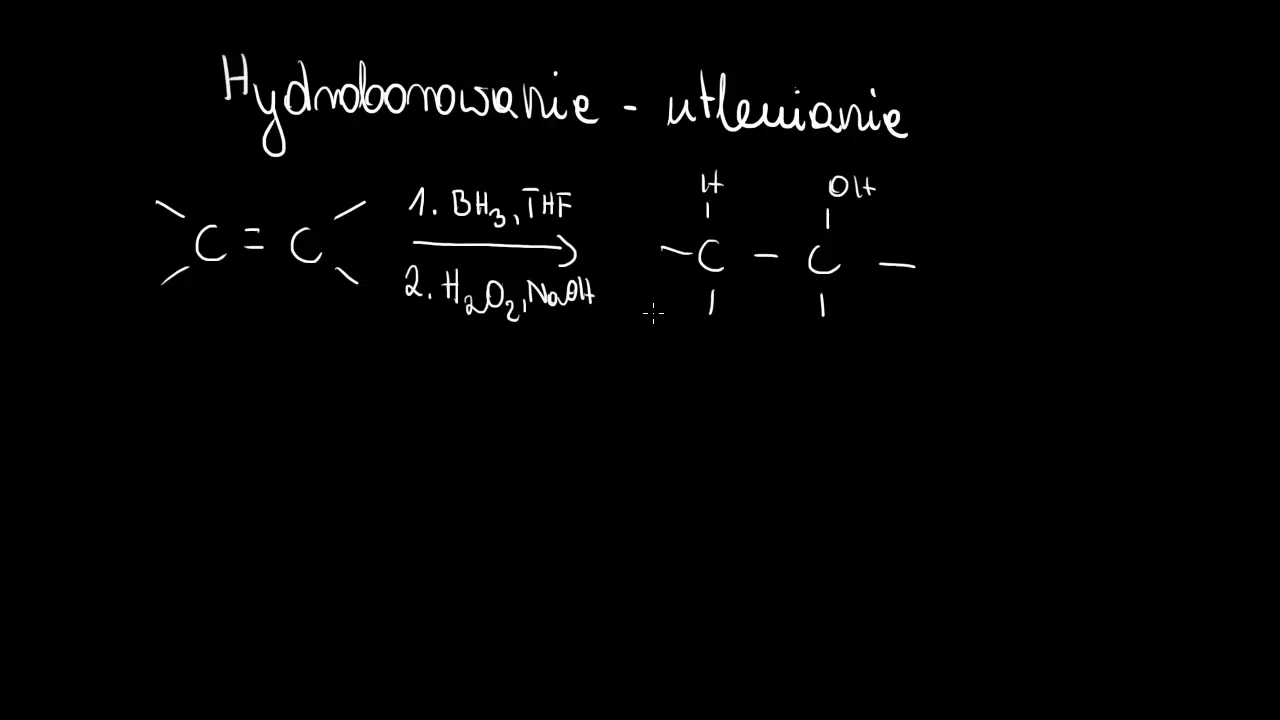 Hydroborowanie - utlenianie
1. BH₃, THF
H OH
C = C
C - C
2. H₂O₂, NaOH